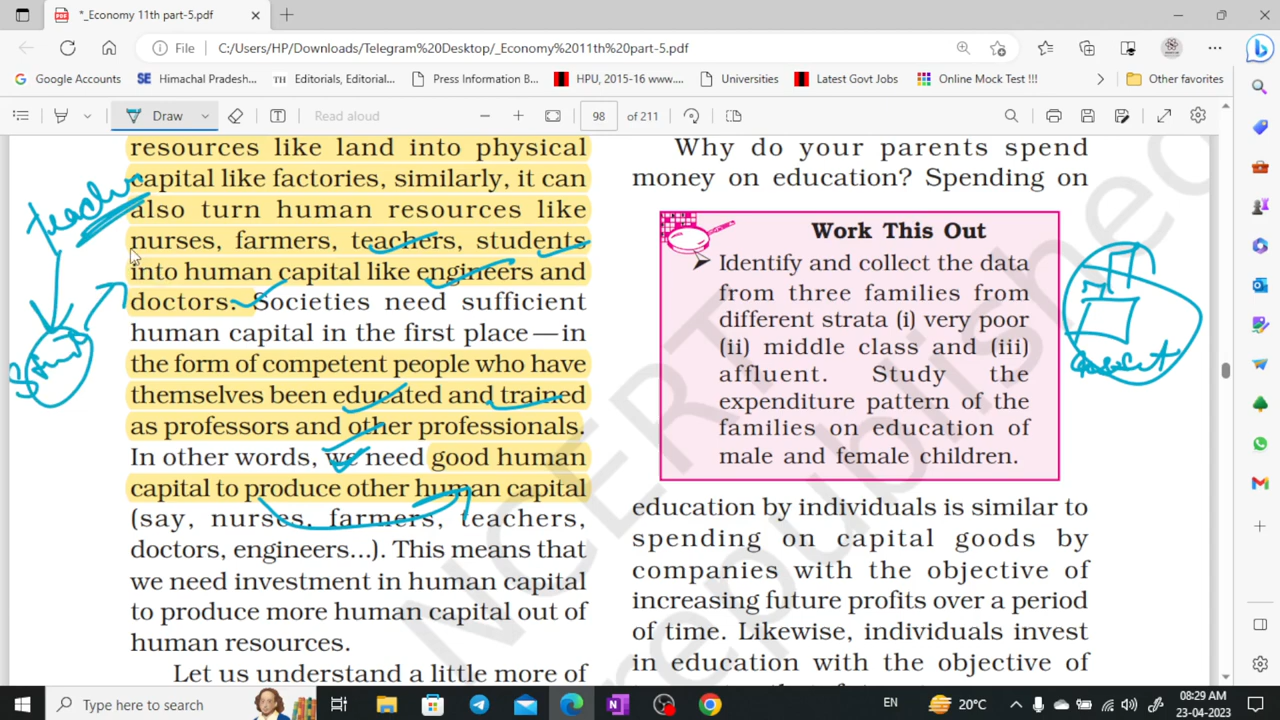 *_Economy 11th part-5.pdf
File C:/Users/HP/Downloads/Telegram%20Desktop/_Economy%2011th%20part-5.pdf
Google Accounts SE Himachal Pradesh... TH Editorials, Editorial... Press Information B... HPU, 2015-16 www.... Universities Latest Govt Jobs Online Mock Test !!! Other favorites
Draw Read aloud 98 of 211
resources like land into physical
capital like factories, similarly, it can
also turn human resources like
nurses, farmers, teachers, students
into human capital like engineers and
doctors. Societies need sufficient
human capital in the first place—in
the form of competent people who have
themselves been educated and trained
as professors and other professionals.
In other words, we need good human
capital to produce other human capital
(say, nurses, farmers, teachers,
doctors, engineers...). This means that
we need investment in human capital
to produce more human capital out of
human resources.
Let us understand a little more of
teacher
Why do your parents spend
money on education? Spending on
Work This Out
➤ Identify and collect the data
from three families from
different strata (i) very poor
(ii) middle class and (iii)
affluent. Study the
expenditure pattern of the
families on education of
male and female children.
education by individuals is similar to
spending on capital goods by
companies with the objective of
increasing future profits over a period
of time. Likewise, individuals invest
in education with the objective of
NCERT
republished
Type here to search
EN 20°C 08:29 AM
23-04-2023